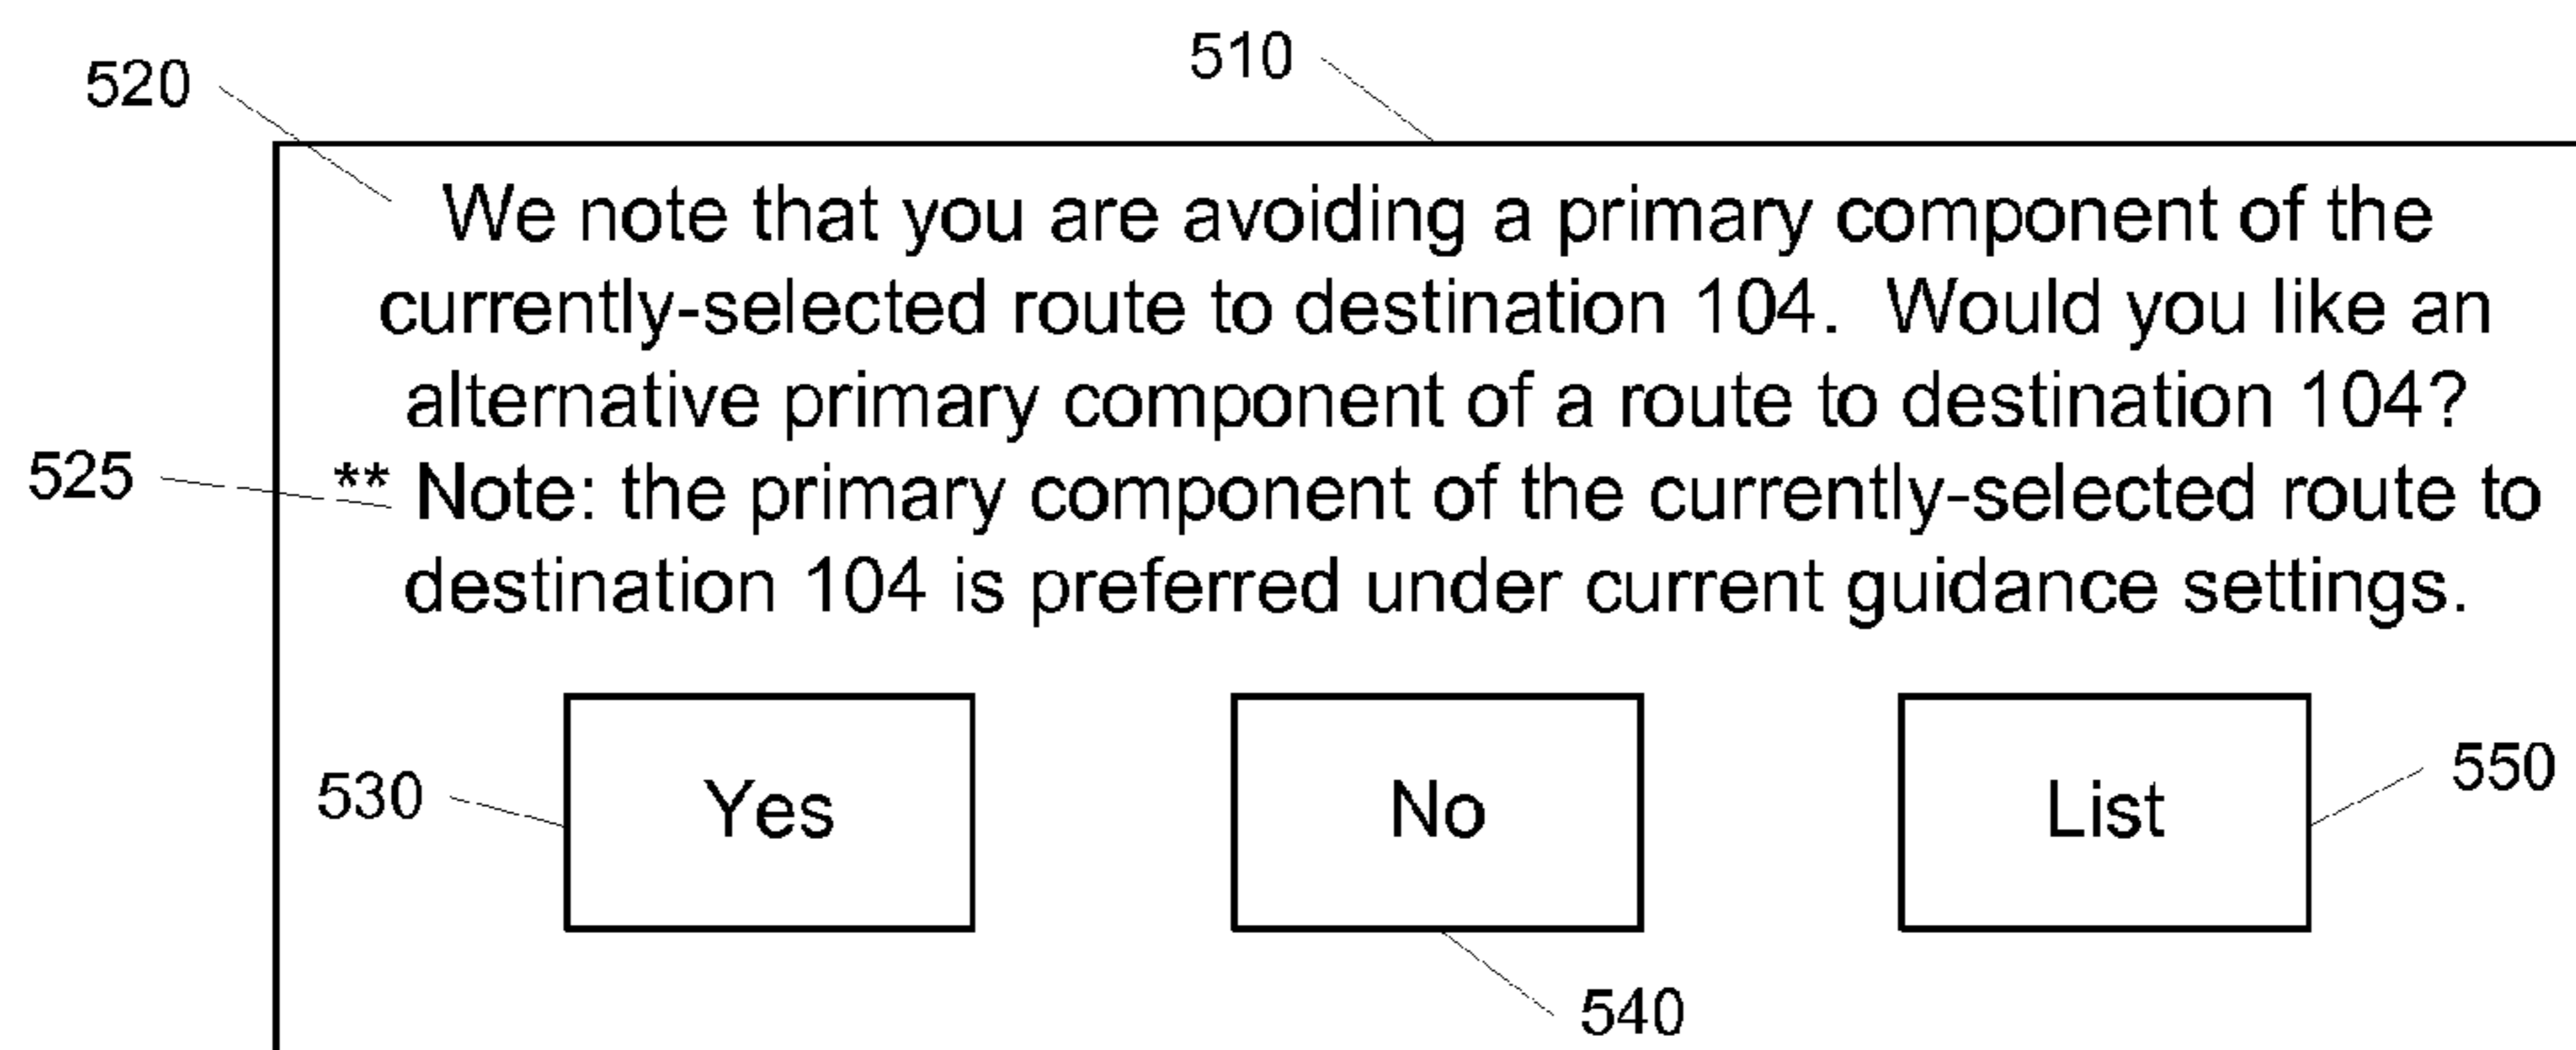 510
520
We note that you are avoiding a primary component of the
currently-selected route to destination 104.  Would you like an
alternative primary component of a route to destination 104?
525
** Note: the primary component of the currently-selected route to
destination 104 is preferred under current guidance settings.
530
Yes
No
List
550
540